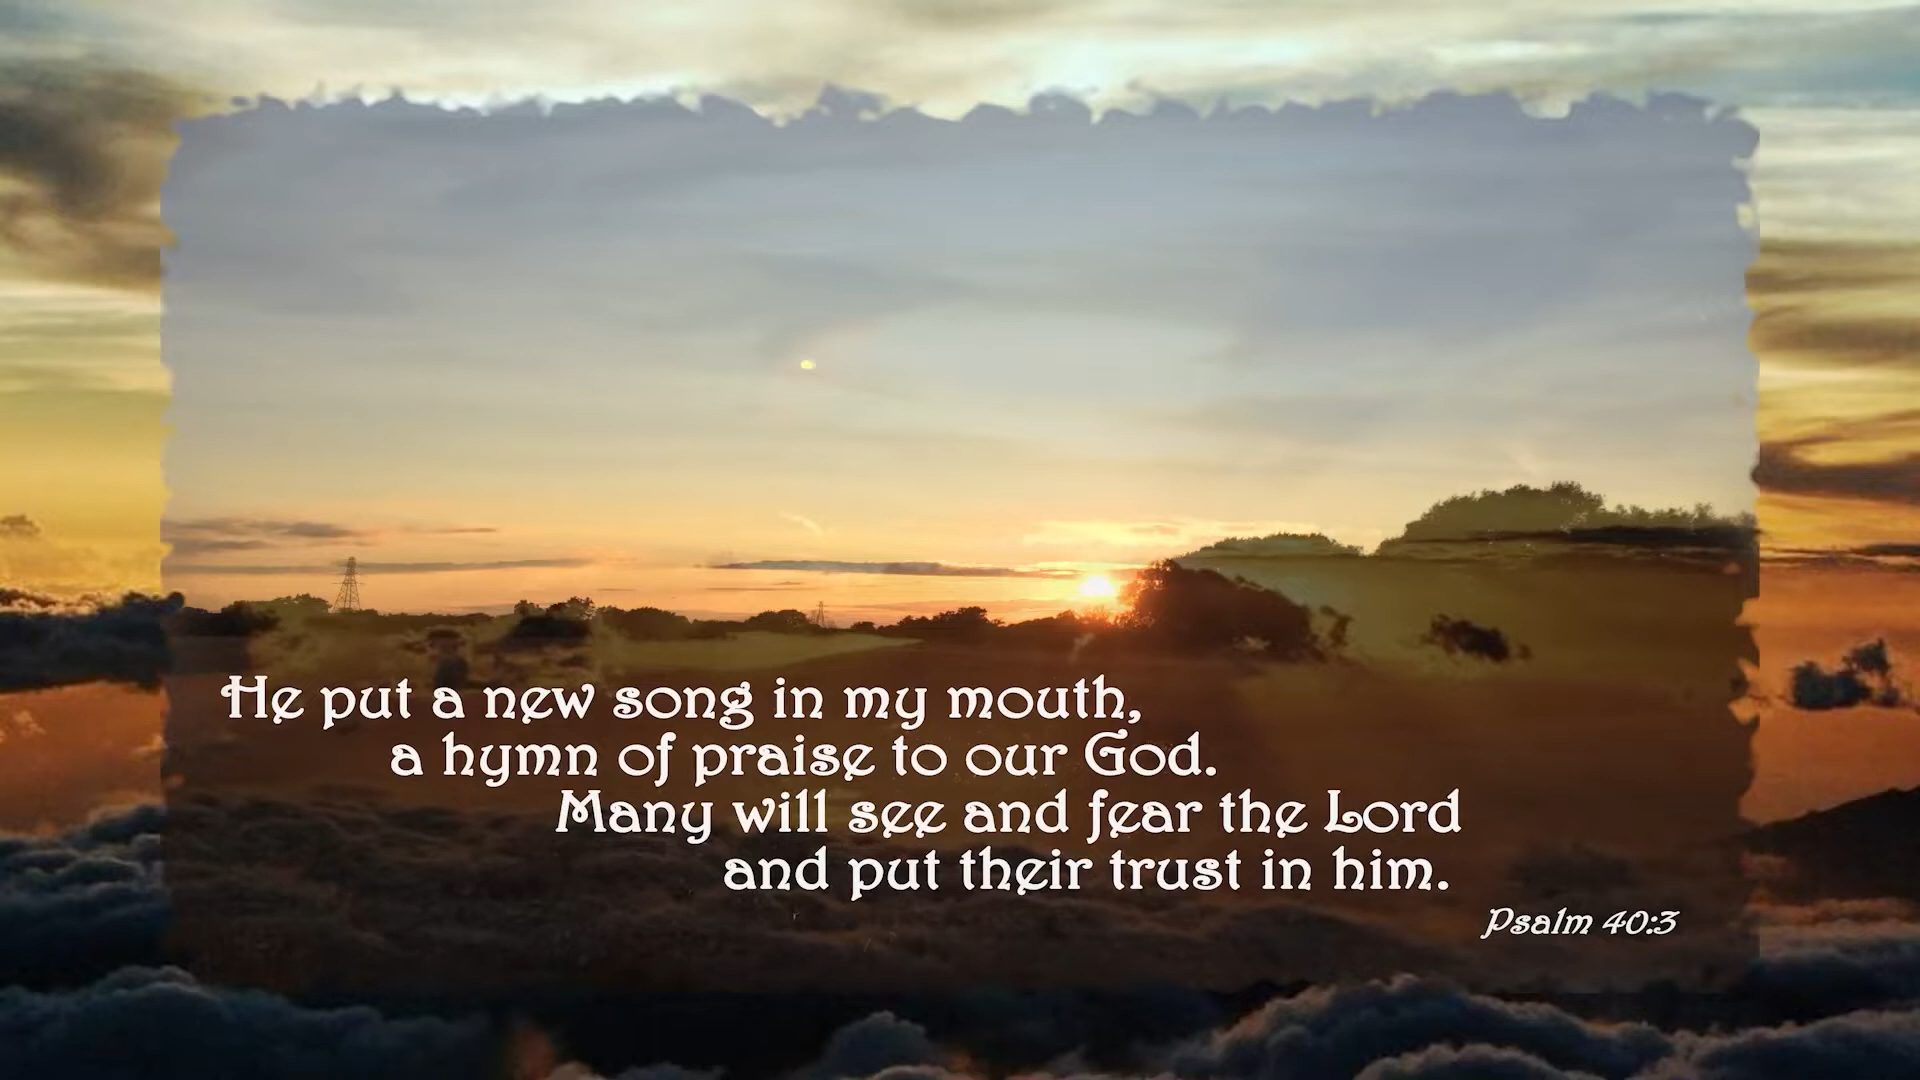 He put a new song in my mouth,
a hymn of praise to our God.
Many will see and fear the Lord
and put their trust in him.
Psalm 40:3